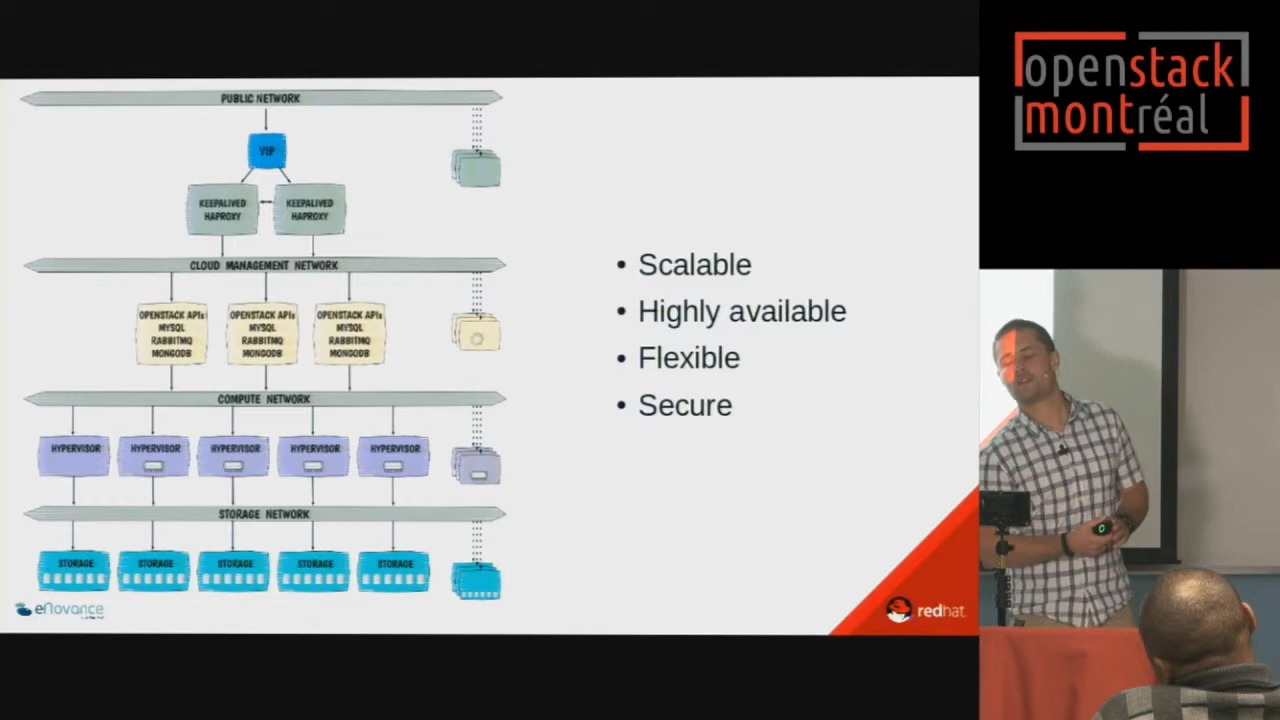 PUBLIC NETWORK
VIP
KEEPALIVED
HAPROXY
KEEPALIVED
HAPROXY
CLOUD MANAGEMENT NETWORK
OPENSTACK APIs
MYSQL
RABBITMQ
MONGODB
OPENSTACK APIs
MYSQL
RABBITMQ
MONGODB
OPENSTACK APIs
MYSQL
RABBITMQ
MONGODB
COMPUTE NETWORK
HYPERVISOR
HYPERVISOR
HYPERVISOR
HYPERVISOR
HYPERVISOR
STORAGE NETWORK
STORAGE
STORAGE
STORAGE
STORAGE
STORAGE
eNovance
• Scalable
• Highly available
• Flexible
• Secure
redhat.
openstack
montréal